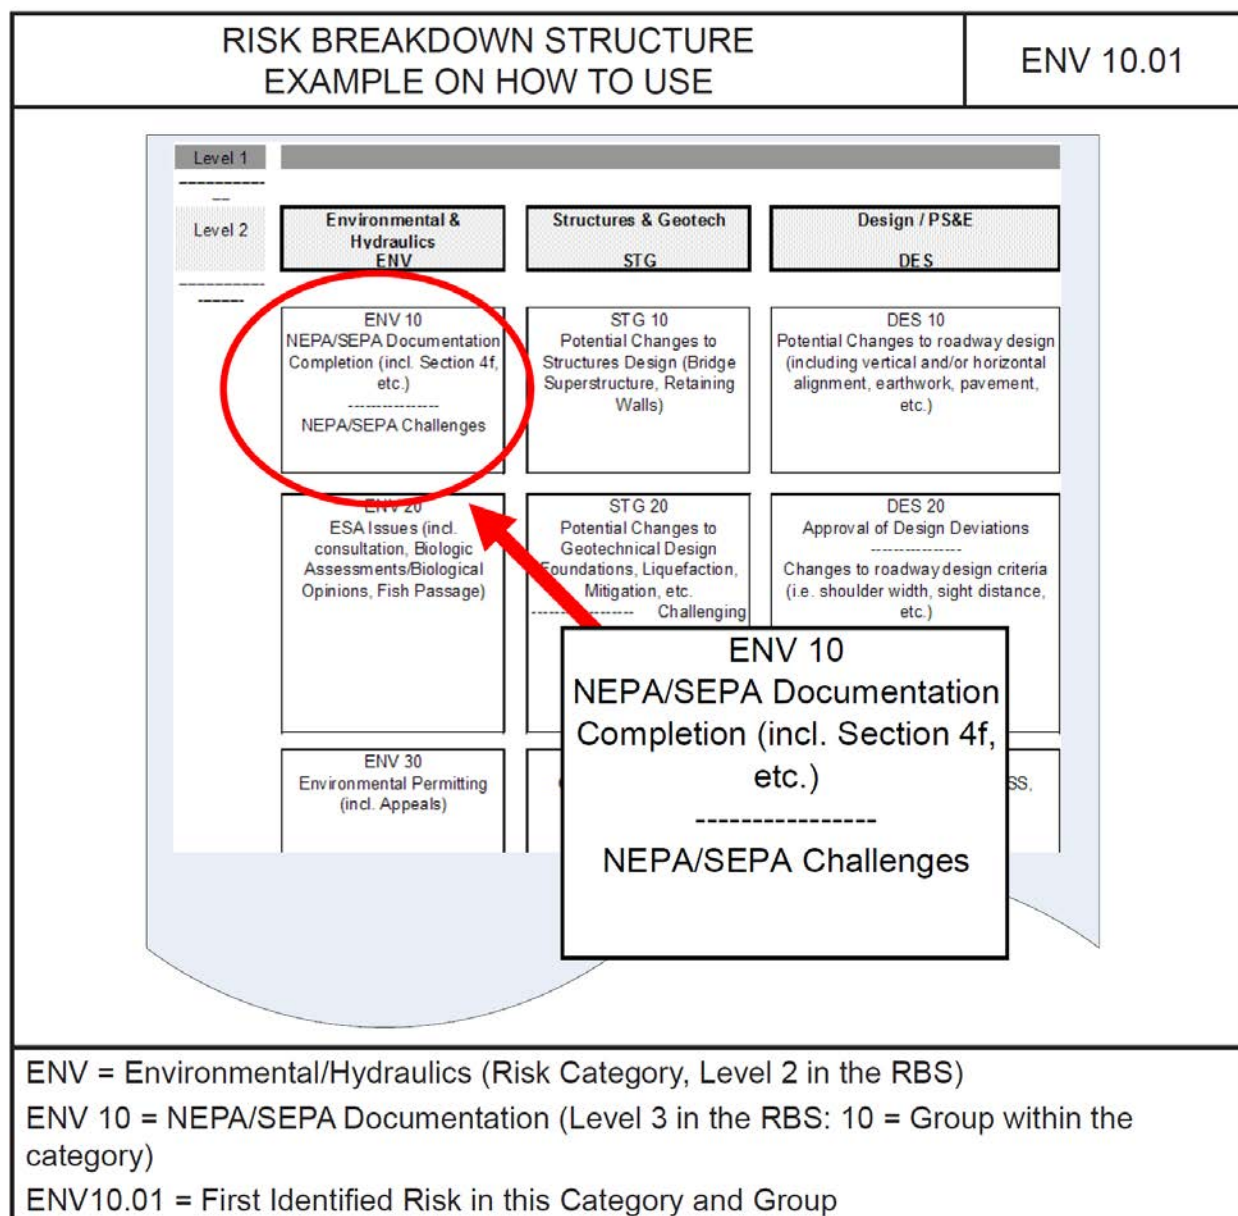 RISK BREAKDOWN STRUCTURE
EXAMPLE ON HOW TO USE
ENV 10.01
Level 1
------------
Level 2
Environmental &
Hydraulics
ENV
Structures & Geotech
STG
Design / PS&E
DES
----------------
ENV 10
NEPA/SEPA Documentation
Completion (incl. Section 4f,
etc.)
----------------
NEPA/SEPA Challenges
STG 10
Potential Changes to
Structures Design (Bridge
Superstructure, Retaining
Walls)
DES 10
Potential Changes to roadway design
(including vertical and/or horizontal
alignment, earthwork, pavement,
etc.)
ENV 20
ESA Issues (incl.
consultation, Biologic
Assessments/Biological
Opinions, Fish Passage)
STG 20
Potential Changes to
Geotechnical Design
Foundations, Liquefaction,
Mitigation, etc.
------------------ Challenging
DES 20
Approval of Design Deviations
----------------
Changes to roadway design criteria
(i.e. shoulder width, sight distance,
etc.)
ENV 30
Environmental Permitting
(incl. Appeals)
SS,
ENV 10
NEPA/SEPA Documentation
Completion (incl. Section 4f,
etc.)
----------------
NEPA/SEPA Challenges
ENV = Environmental/Hydraulics (Risk Category, Level 2 in the RBS)
ENV 10 = NEPA/SEPA Documentation (Level 3 in the RBS: 10 = Group within the
category)
ENV10.01 = First Identified Risk in this Category and Group